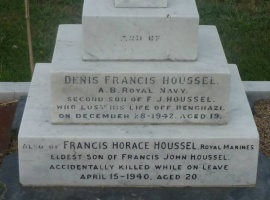 AND OF
DENIS FRANCIS HOUSSEL.
A.B. ROYAL NAVY.
SECOND SON OF F.J. HOUSSEL.
WHO LOST HIS LIFE OFF BENGHAZI.
ON DECEMBER 28-1942. AGED 19.
ALSO OF FRANCIS HORACE HOUSSEL ROYAL MARINES
ELDEST SON OF FRANCIS JOHN HOUSSEL.
ACCIDENTALLY KILLED WHILE ON LEAVE
APRIL 15-1940, AGED 20.